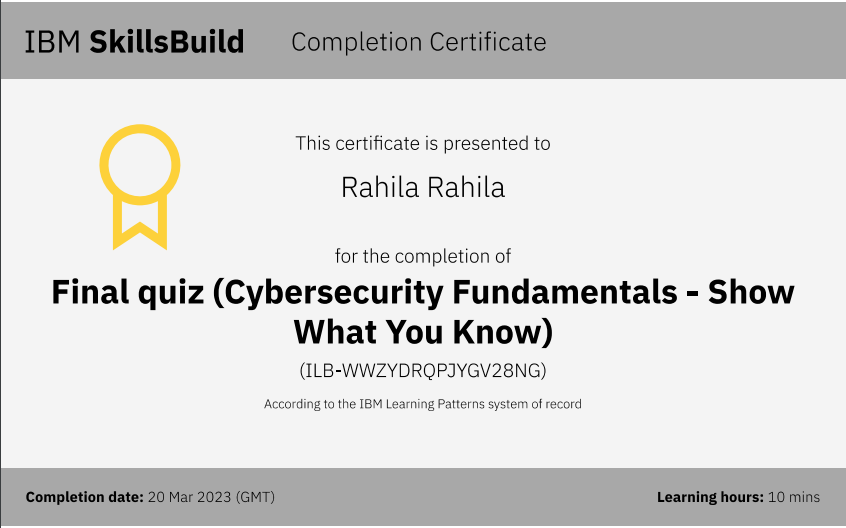 IBM SkillsBuild Completion Certificate
This certificate is presented to
Rahila Rahila
for the completion of
Final quiz (Cybersecurity Fundamentals - Show
What You Know)
(ILB-WWZYDRQPJYGV28NG)
According to the IBM Learning Patterns system of record
Completion date: 20 Mar 2023 (GMT) Learning hours: 10 mins